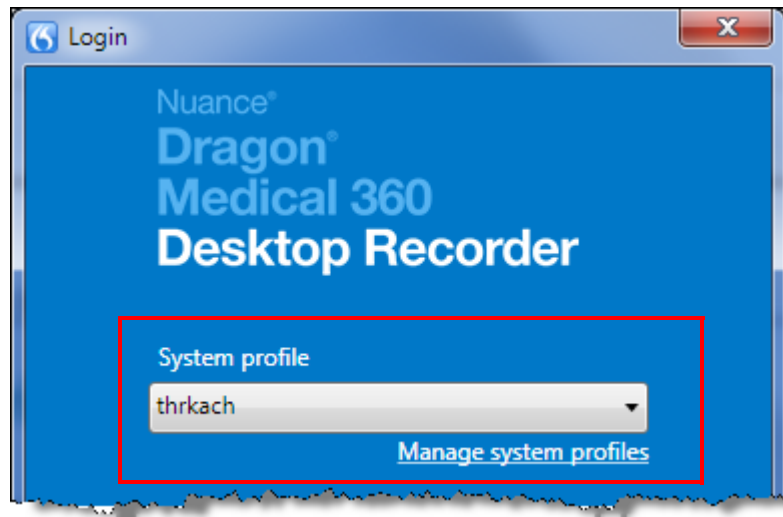 Login
Nuance®
Dragon®
Medical 360
Desktop Recorder
System profile
thrkach
Manage system profiles